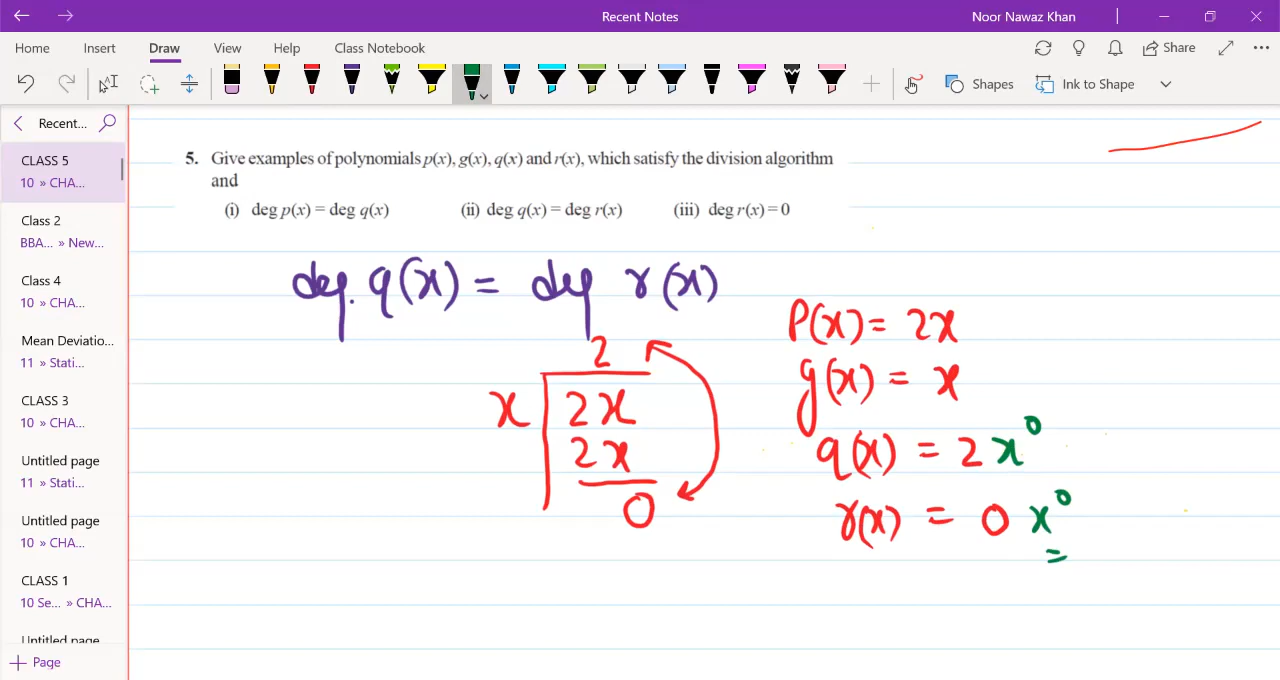 Recent Notes
Noor Nawaz Khan
Home Insert Draw View Help Class Notebook
Share
Shapes
Ink to Shape
Recent...
CLASS 5
10 » CHA...
Class 2
BBA... » New...
Class 4
10 » CHA...
Mean Deviatio...
11 » Stati...
CLASS 3
10 » CHA...
Untitled page
11 » Stati...
Untitled page
10 » CHA...
CLASS 1
10 Se... » CHA...
Untitled page
Page
5. Give examples of polynomials p(x), g(x), q(x) and r(x), which satisfy the division algorithm
and
(i) deg p(x) = deg q(x) (ii) deg q(x) = deg r(x) (iii) deg r(x) = 0
deg. q(x) = deg r(x)
2
x 2x
2x
0
P(x) = 2x
g(x) = x
q(x) = 2x⁰
r(x) = 0 x⁰
=